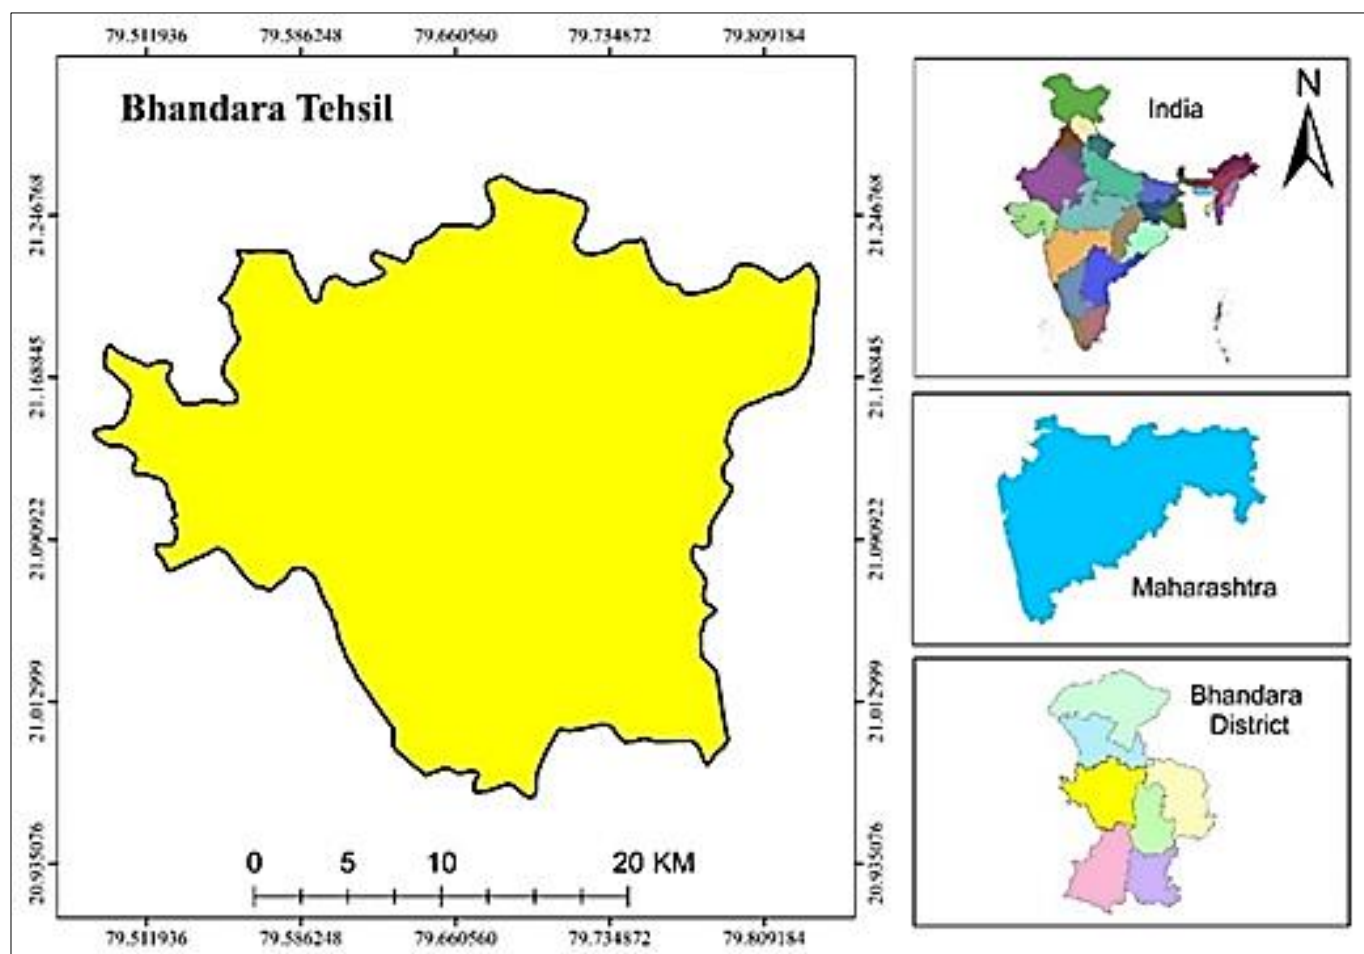 79.511936 79.586248 79.660560 79.734872 79.809184
Bhandara Tehsil
21.246768
21.168845
21.090922
21.012999
20.935076
21.246768
21.168845
21.090922
21.012999
20.935076
0 5 10 20 KM
79.511936 79.586248 79.660560 79.734872 79.809184
India
N
Maharashtra
Bhandara
District